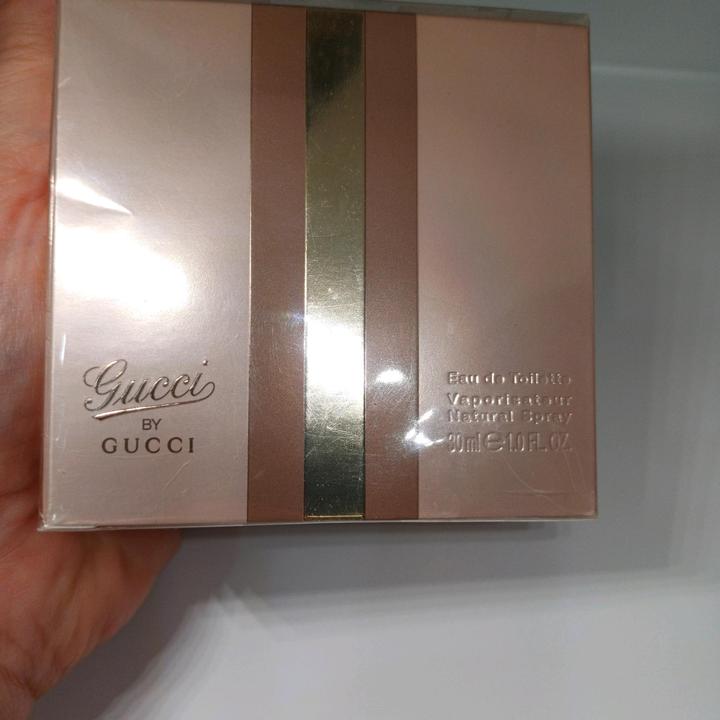 Gucci
BY
GUCCI
Eau de Toilette
Vaporisateur
Natural Spray
30ml ℮ 1.0 FL.OZ.